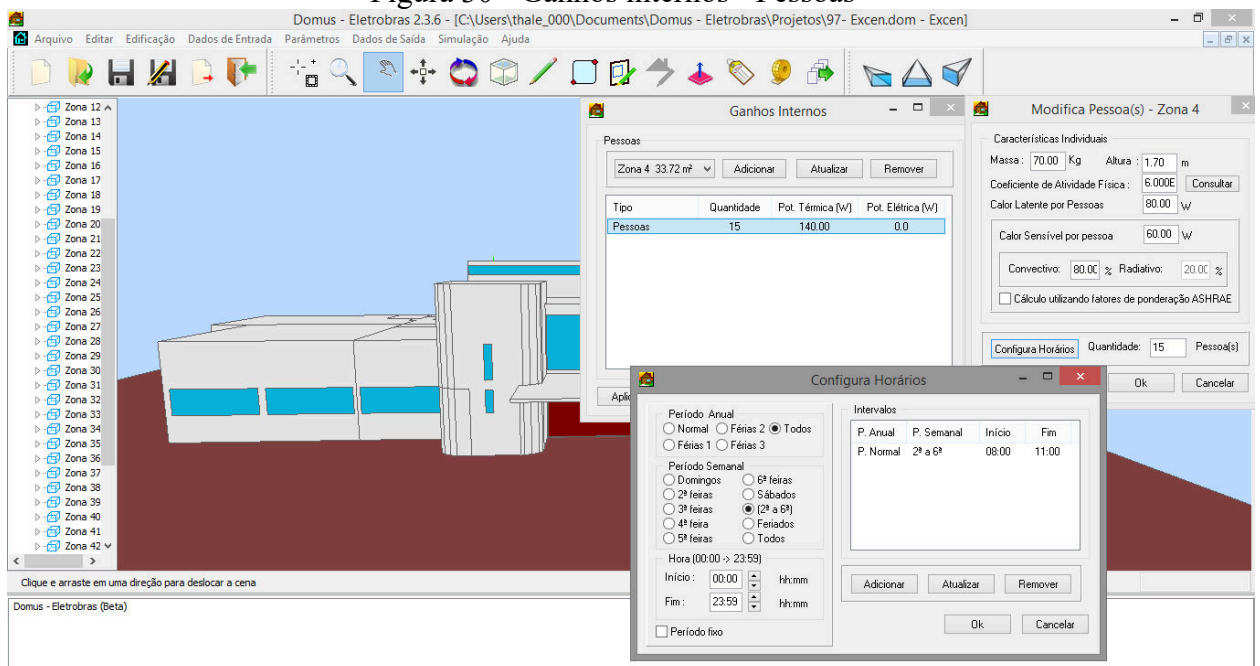 Figura 30 - Ganhos internos - Pessoas
Domus - Eletrobras 2.3.6 - [C:\Users\thale_000\Documents\Domus - Eletrobras\Projetos\97- Excen.dom - Excen]
Arquivo Editar Edificação Dados de Entrada Parâmetros Dados de Saída Simulação Ajuda
Zona 12
Zona 13
Zona 14
Zona 15
Zona 16
Zona 17
Zona 18
Zona 19
Zona 20
Zona 21
Zona 22
Zona 23
Zona 24
Zona 25
Zona 26
Zona 27
Zona 28
Zona 29
Zona 30
Zona 31
Zona 32
Zona 33
Zona 34
Zona 35
Zona 36
Zona 37
Zona 38
Zona 39
Zona 40
Zona 41
Zona 42
Ganhos Internos
Pessoas
Zona 4 33.72 m² Adicionar Atualizar Remover
Tipo Quantidade Pot. Térmica (W) Pot. Elétrica (W)
Pessoas 15 140.00 0.0
Modifica Pessoa(s) - Zona 4
Características Individuais
Massa : 70.00 Kg Altura : 1.70 m
Coeficiente de Atividade Física : 6.000E Consultar
Calor Latente por Pessoas 80.00 W
Calor Sensível por pessoa 60.00 W
Convectivo: 80.0C % Radiativo: 20.0C %
Cálculo utilizando fatores de ponderação ASHRAE
Configura Horários Quantidade: 15 Pessoa(s)
Ok Cancelar
Configura Horários
Período Anual
Normal Férias 2 Todos
Férias 1 Férias 3
Período Semanal
Domingos 6ª feiras
2ª feiras Sábados
3ª feiras (2ª a 6ª)
4ª feira Feriados
5ª feiras Todos
Hora (00:00 -> 23:59)
Início : 00:00 hh:mm
Fim : 23:59 hh:mm
Período fixo
Intervalos
P. Anual P. Semanal Início Fim
P. Normal 2ª a 6ª 08:00 11:00
Adicionar Atualizar Remover
Ok Cancelar
Clique e arraste em uma direção para deslocar a cena
Domus - Eletrobras (Beta)